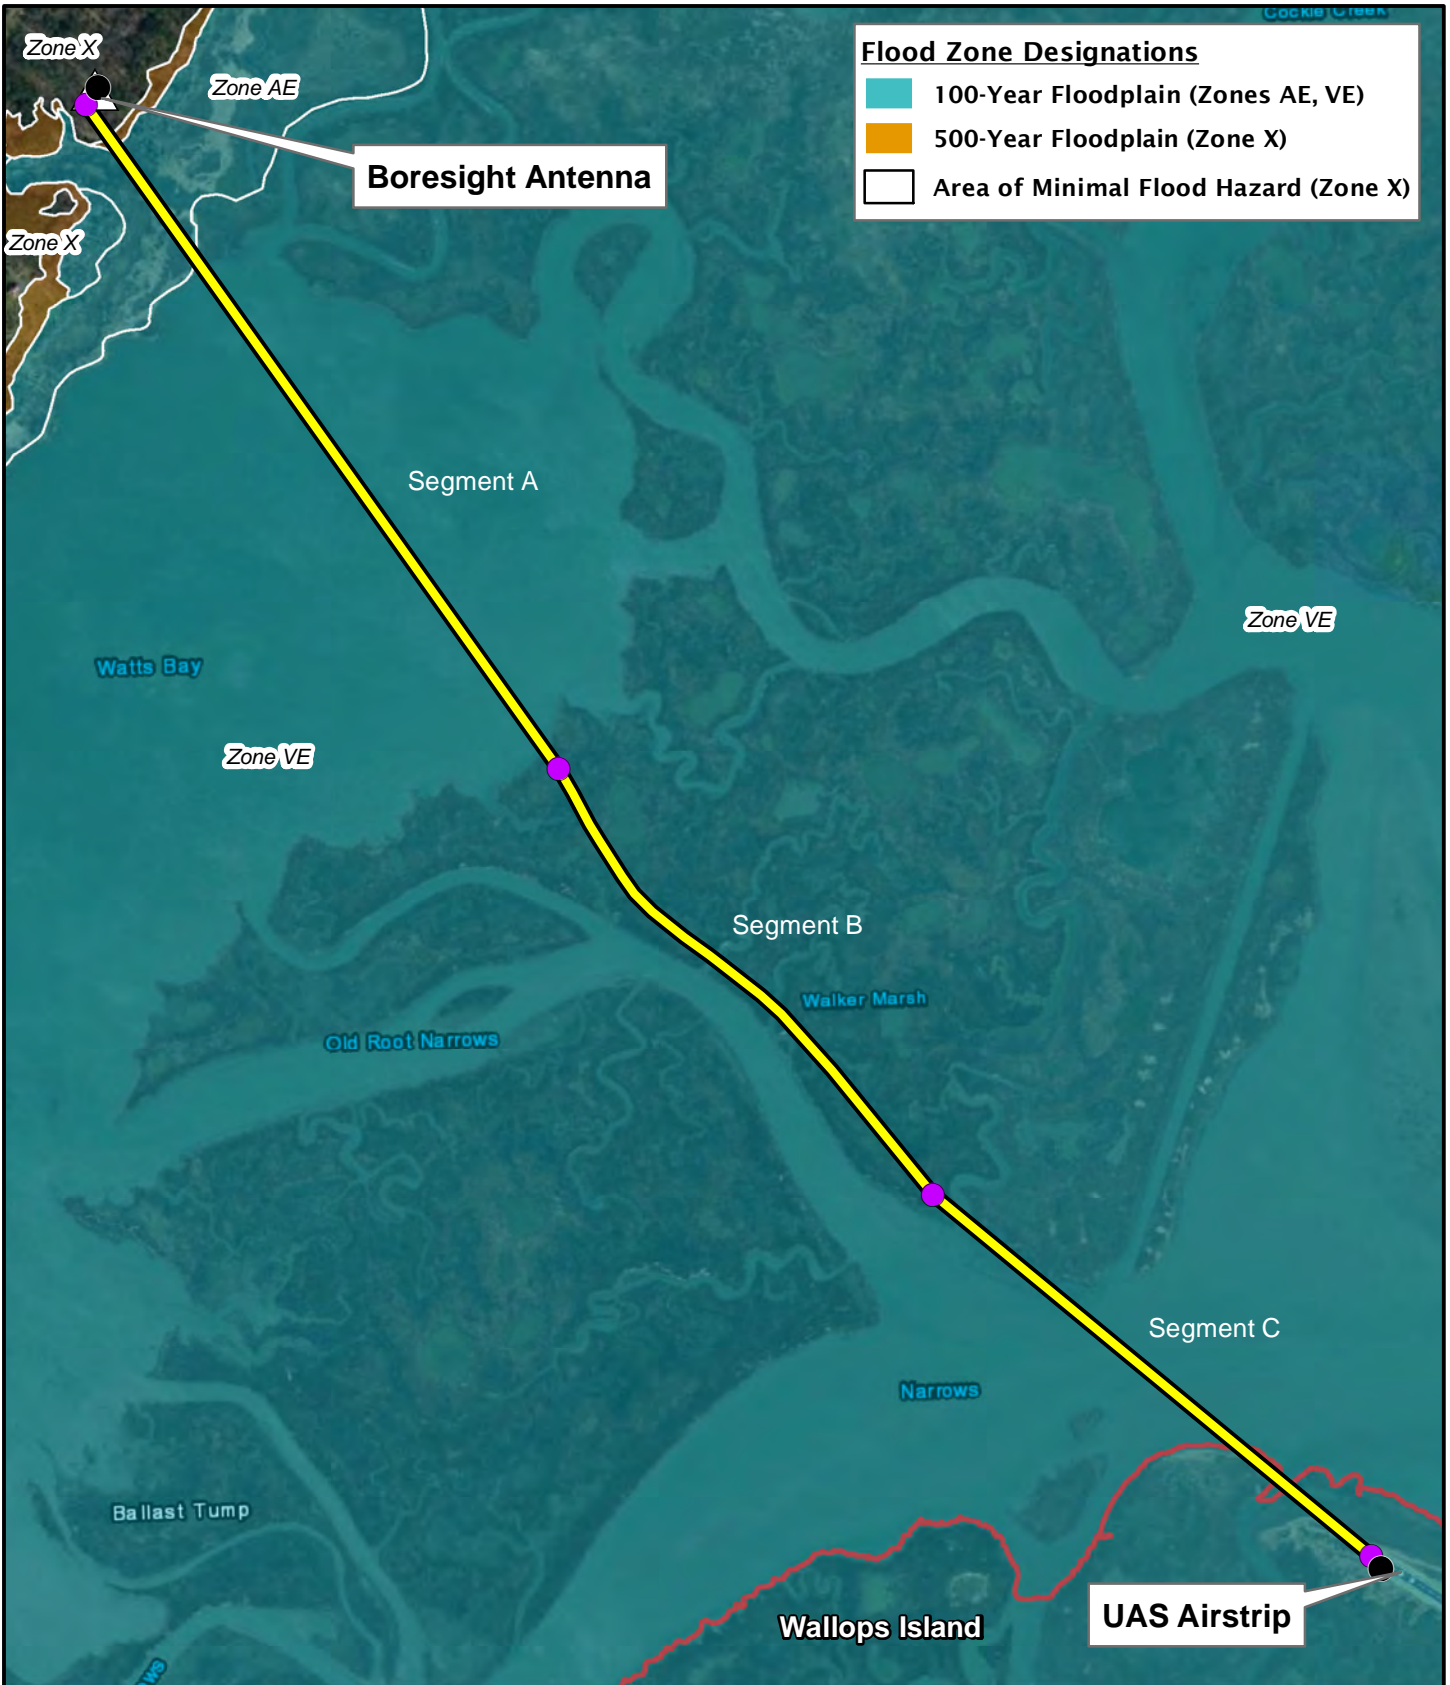 Cockle Creek
Flood Zone Designations
100-Year Floodplain (Zones AE, VE)
500-Year Floodplain (Zone X)
Area of Minimal Flood Hazard (Zone X)
Zone X
Zone AE
Boresight Antenna
Zone X
Segment A
Zone VE
Watts Bay
Zone VE
Segment B
Walker Marsh
Old Root Narrows
Segment C
Narrows
Ballast Tump
UAS Airstrip
Wallops Island